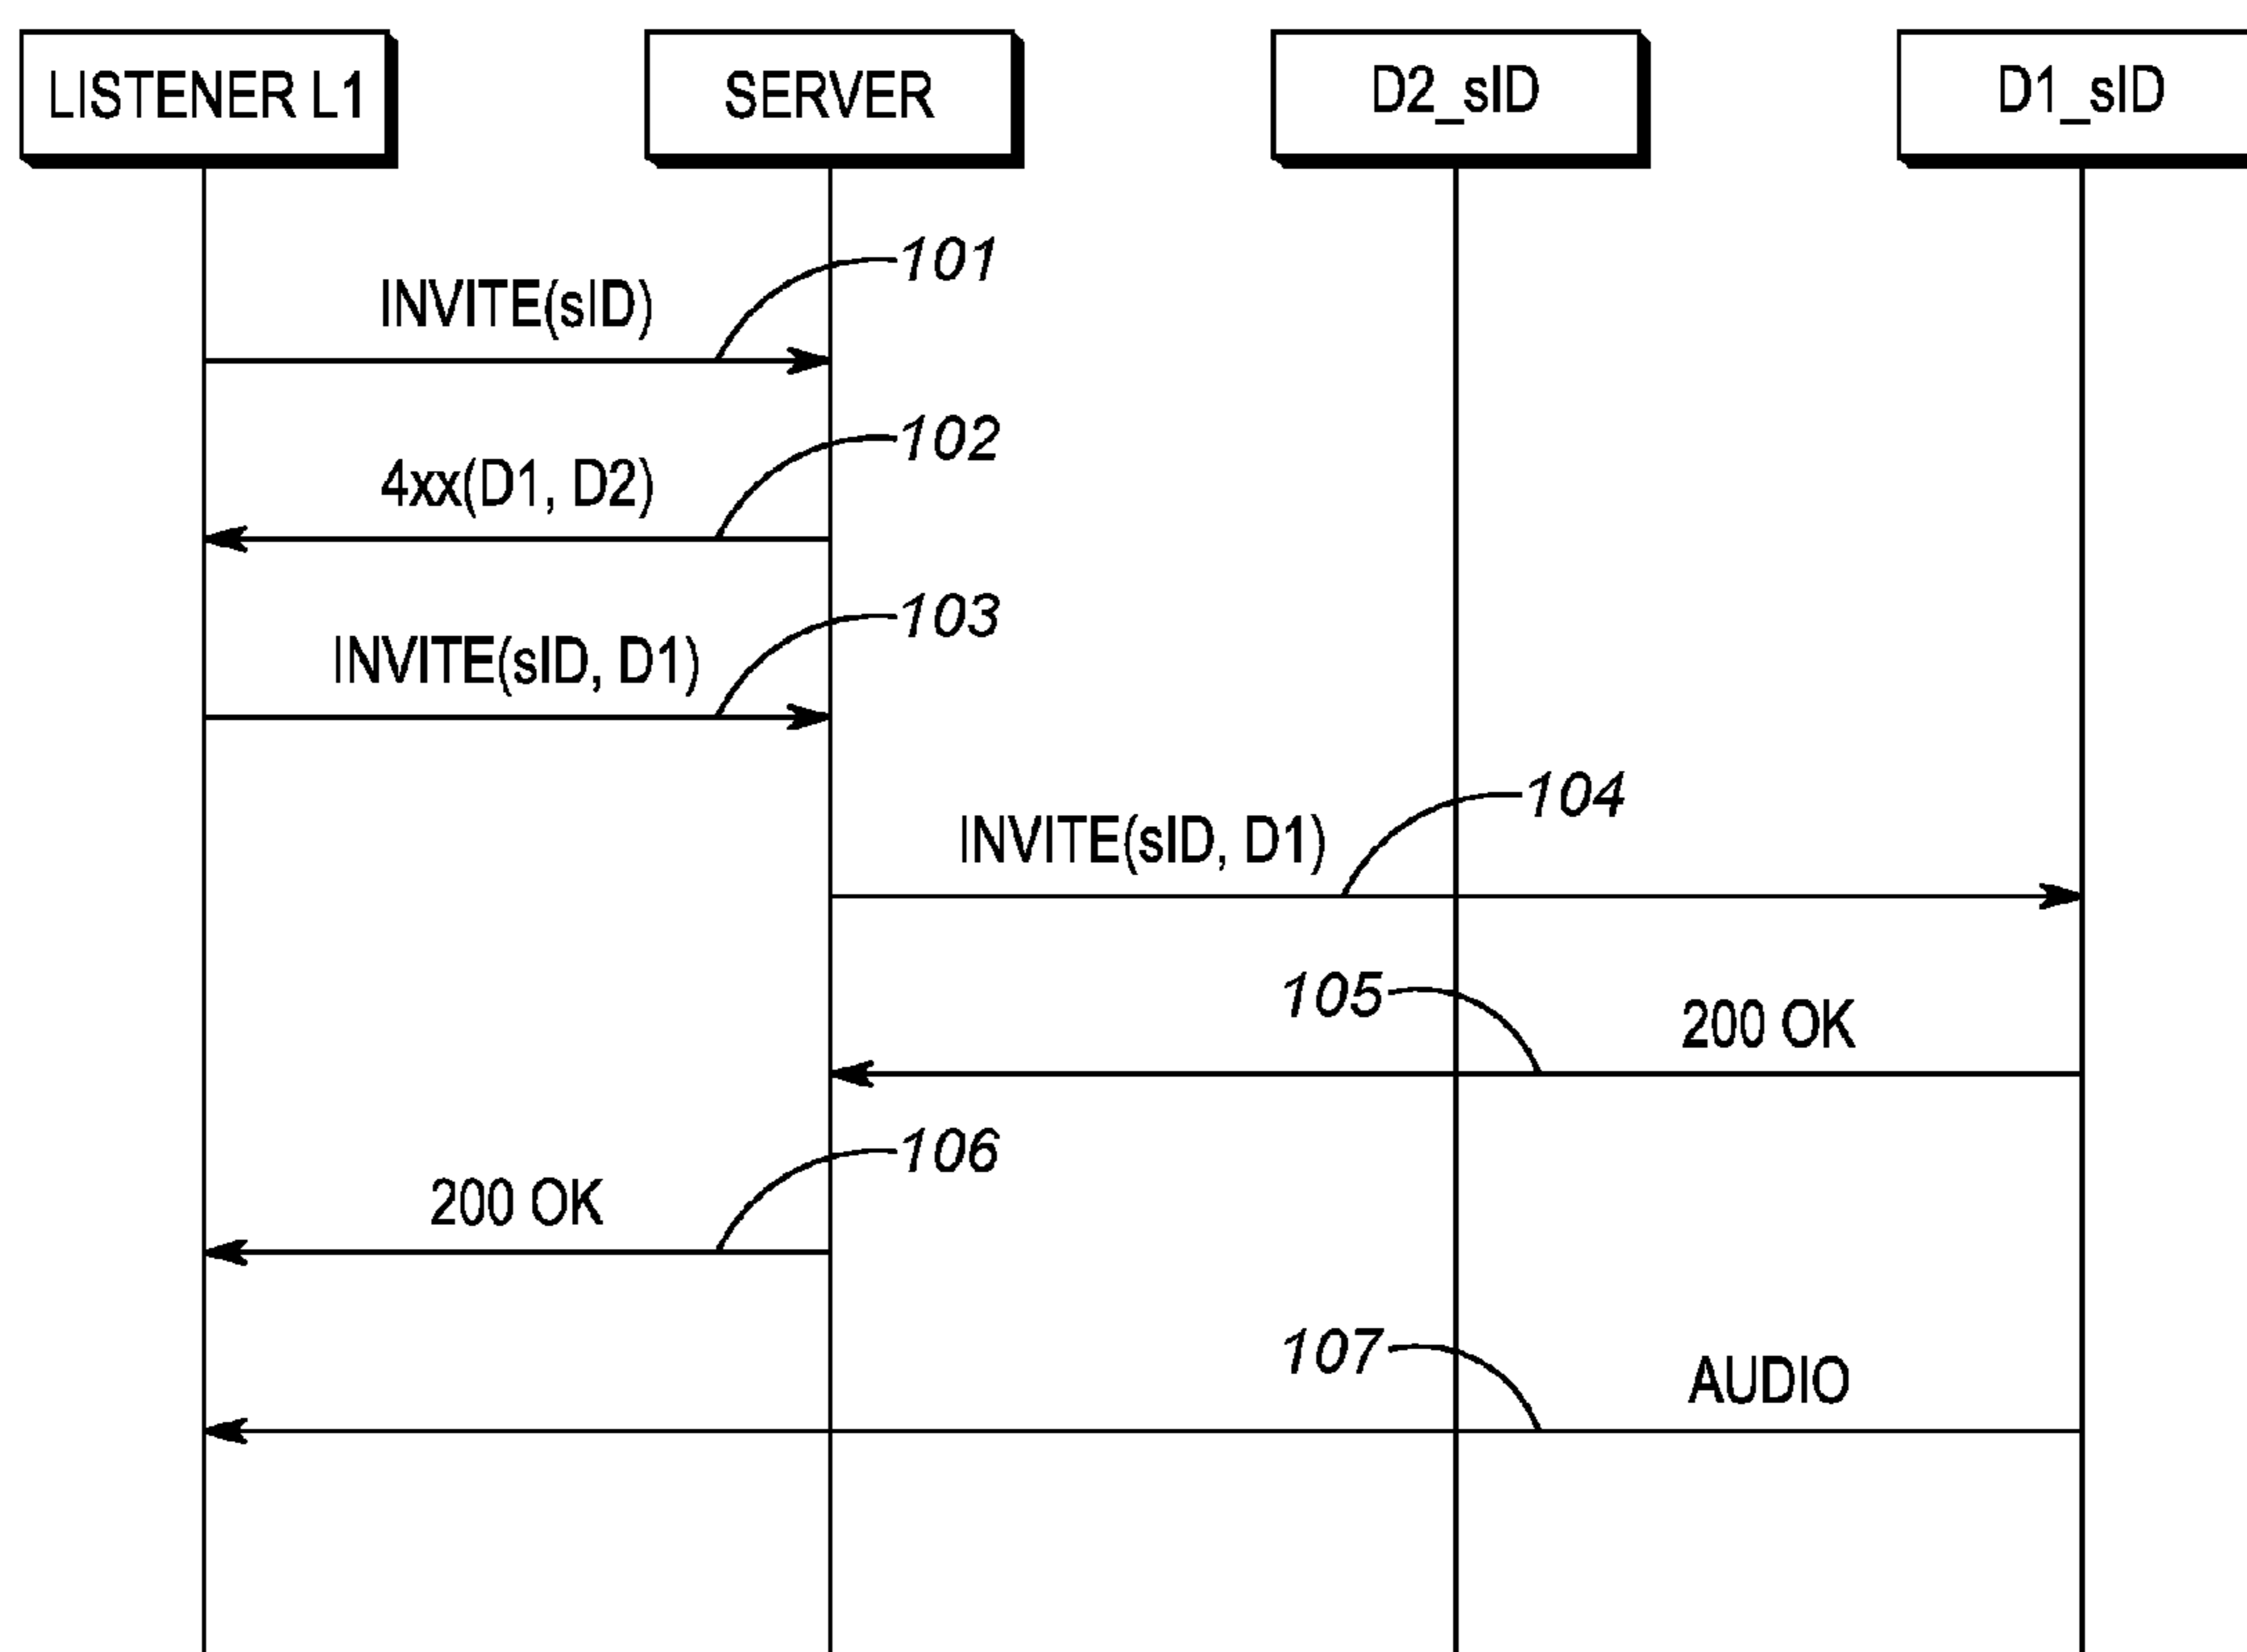 LISTENER L1
SERVER
D2_sID
D1_sID
101
INVITE(sID)
102
4xx(D1, D2)
103
INVITE(sID, D1)
104
INVITE(sID, D1)
105
200 OK
106
200 OK
107
AUDIO